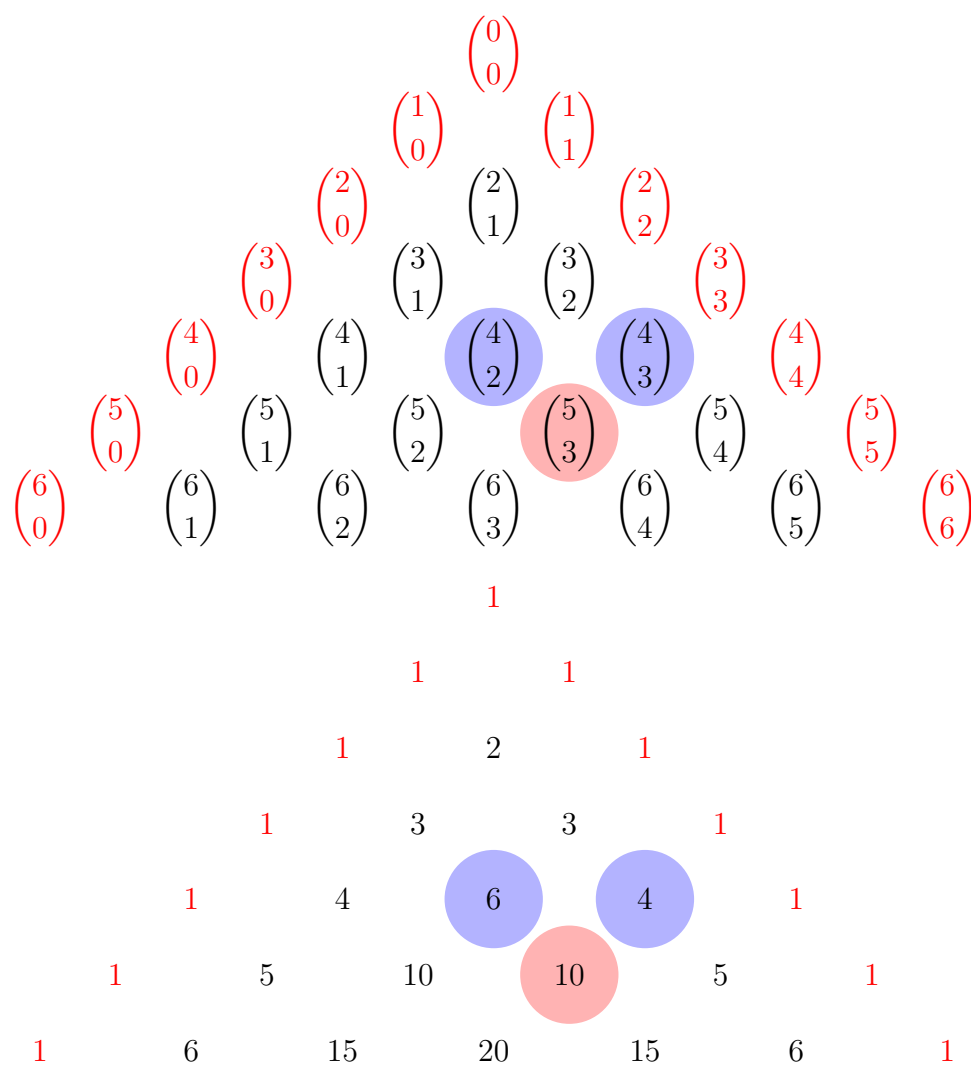 (0 0)
(1 0) (1 1)
(2 0) (2 1) (2 2)
(3 0) (3 1) (3 2) (3 3)
(4 0) (4 1) (4 2) (4 3) (4 4)
(5 0) (5 1) (5 2) (5 3) (5 4) (5 5)
(6 0) (6 1) (6 2) (6 3) (6 4) (6 5) (6 6)
1
1 1
1 2 1
1 3 3 1
1 4 6 4 1
1 5 10 10 5 1
1 6 15 20 15 6 1